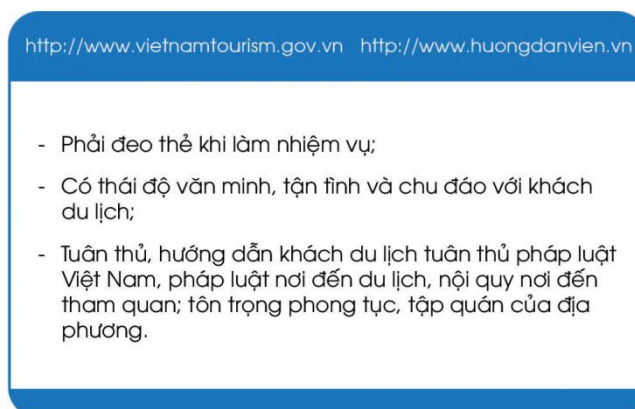 http://www.vietnamtourism.gov.vn http://www.huongdanvien.vn
- Phải đeo thẻ khi làm nhiệm vụ;
- Có thái độ văn minh, tận tình và chu đáo với khách
du lịch;
- Tuân thủ, hướng dẫn khách du lịch tuân thủ pháp luật
Việt Nam, pháp luật nơi đến du lịch, nội quy nơi đến
tham quan; tôn trọng phong tục, tập quán của địa
phương.